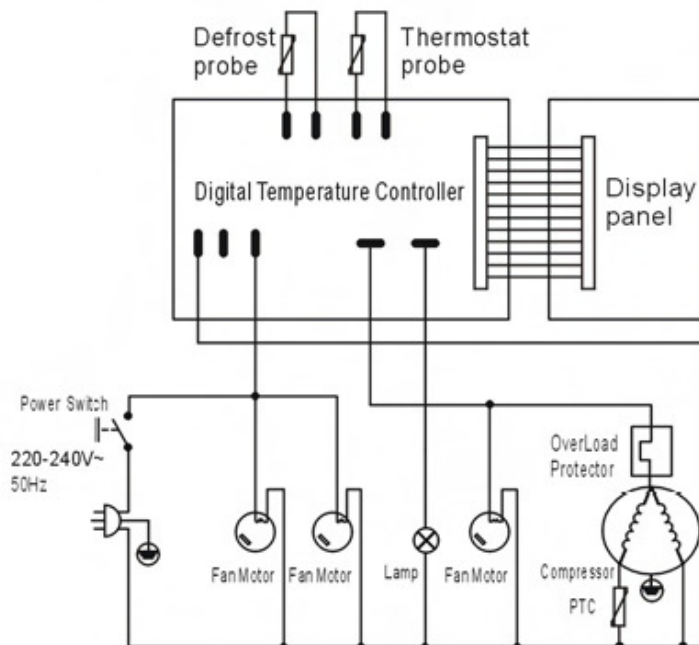 Defrost
probe
Thermostat
probe
Digital Temperature Controller
Display
panel
Power Switch
220-240V~
50Hz
OverLoad
Protector
Fan Motor
Fan Motor
Lamp
Fan Motor
Compressor
PTC